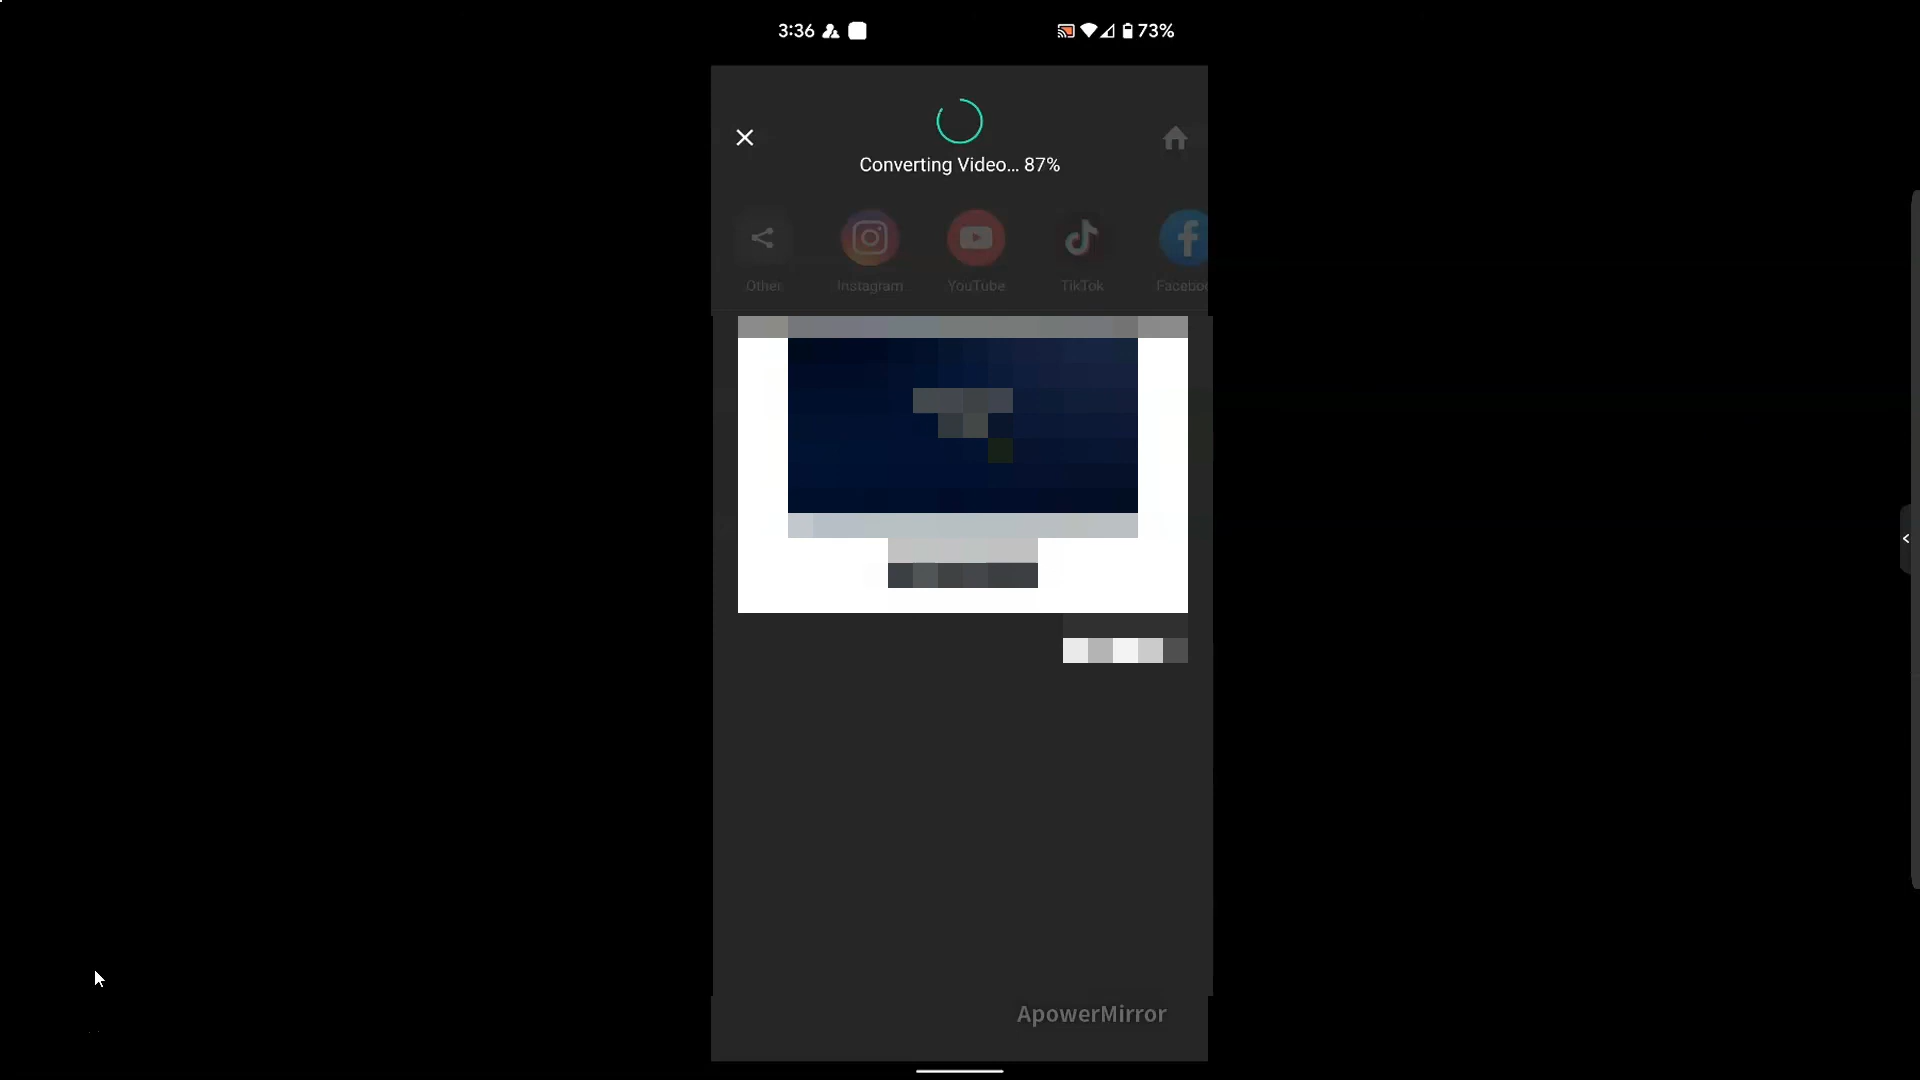 3:36 73%
Converting Video... 87%
Other Instagram YouTube TikTok Faceboo
ApowerMirror